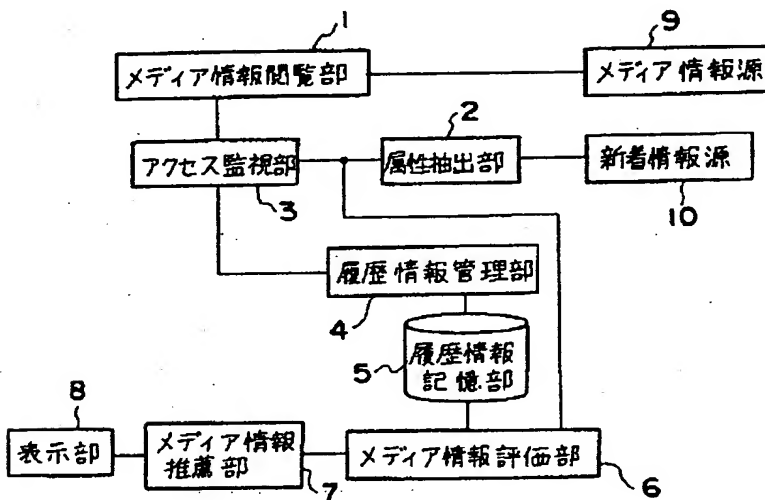 1
9
メディア情報閲覧部
メディア情報源
2
アクセス監視部
属性抽出部
新着情報源
3
10
履歴情報管理部
4
5
履歴情報
記憶部
8
表示部
メディア情報
推薦部
メディア情報評価部
7
6